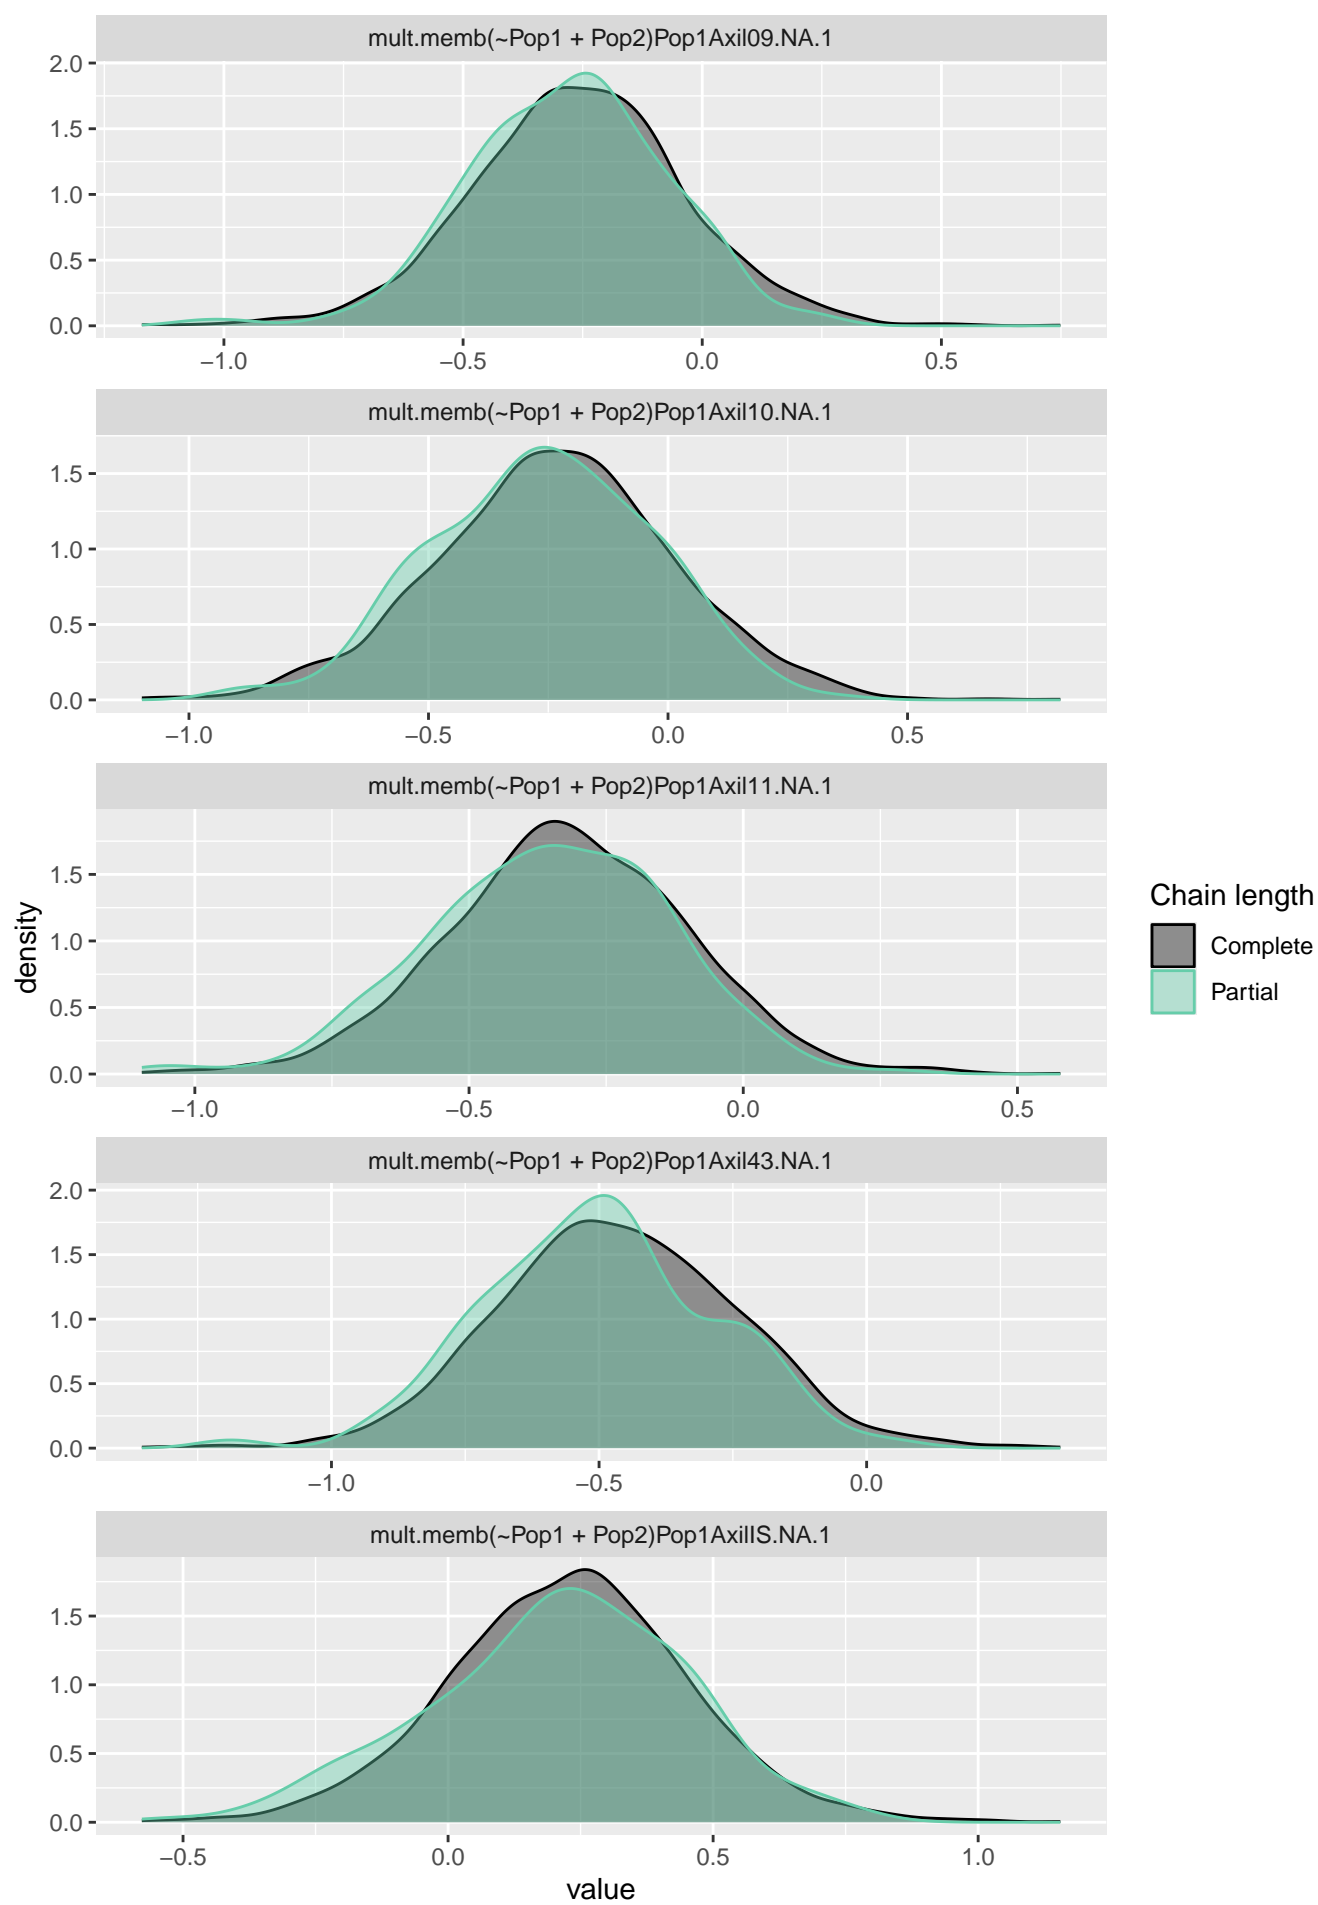 mult.memb(~Pop1 + Pop2)Pop1Axil09.NA.1
2.0
1.5
1.0
0.5
0.0
−1.0 −0.5 0.0 0.5
mult.memb(~Pop1 + Pop2)Pop1Axil10.NA.1
1.5
1.0
0.5
0.0
−1.0 −0.5 0.0 0.5
mult.memb(~Pop1 + Pop2)Pop1Axil11.NA.1
1.5
1.0
0.5
0.0
−1.0 −0.5 0.0 0.5
mult.memb(~Pop1 + Pop2)Pop1Axil43.NA.1
2.0
1.5
1.0
0.5
0.0
−1.0 −0.5 0.0
mult.memb(~Pop1 + Pop2)Pop1AxilIS.NA.1
1.5
1.0
0.5
0.0
−0.5 0.0 0.5 1.0
value
density
Chain length
Complete
Partial